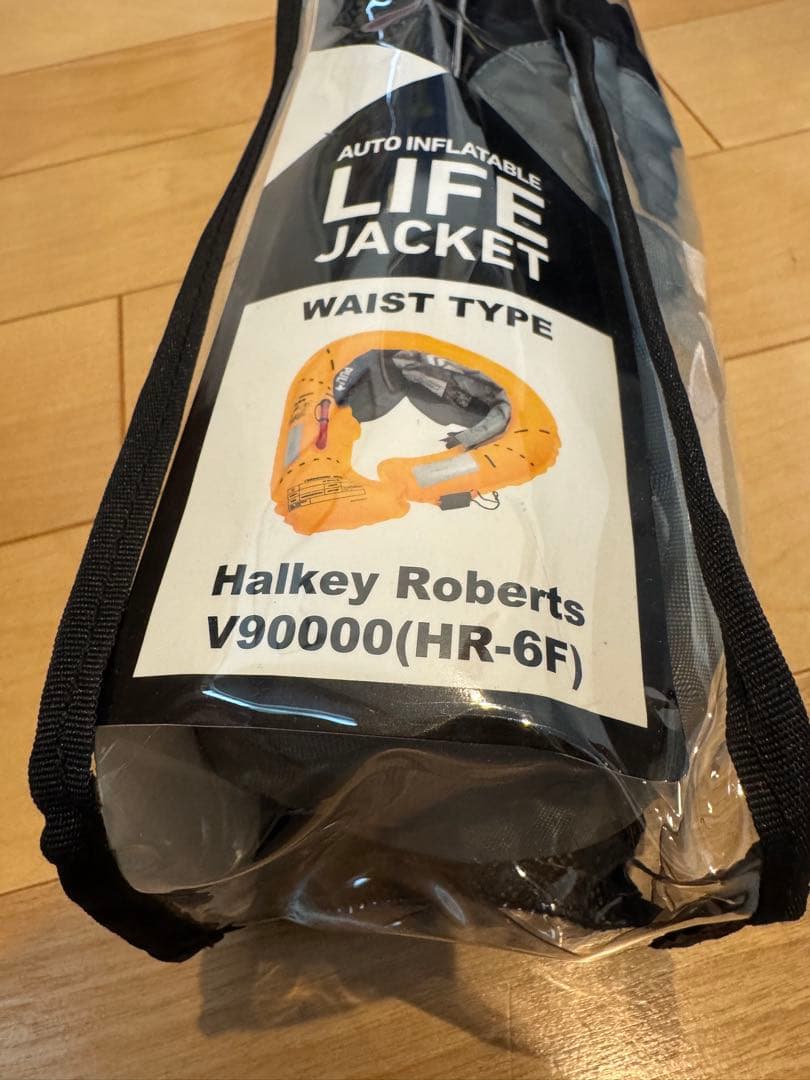 AUTO INFLATABLE
LIFE
JACKET
WAIST TYPE
Halkey Roberts
V90000(HR-6F)